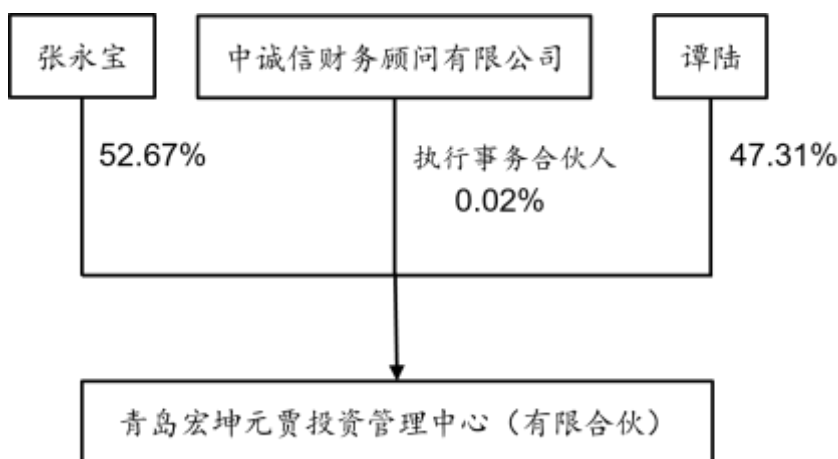 张永宝
中诚信财务顾问有限公司
谭陆
52.67%
执行事务合伙人
0.02%
47.31%
青岛宏坤元贾投资管理中心（有限合伙）